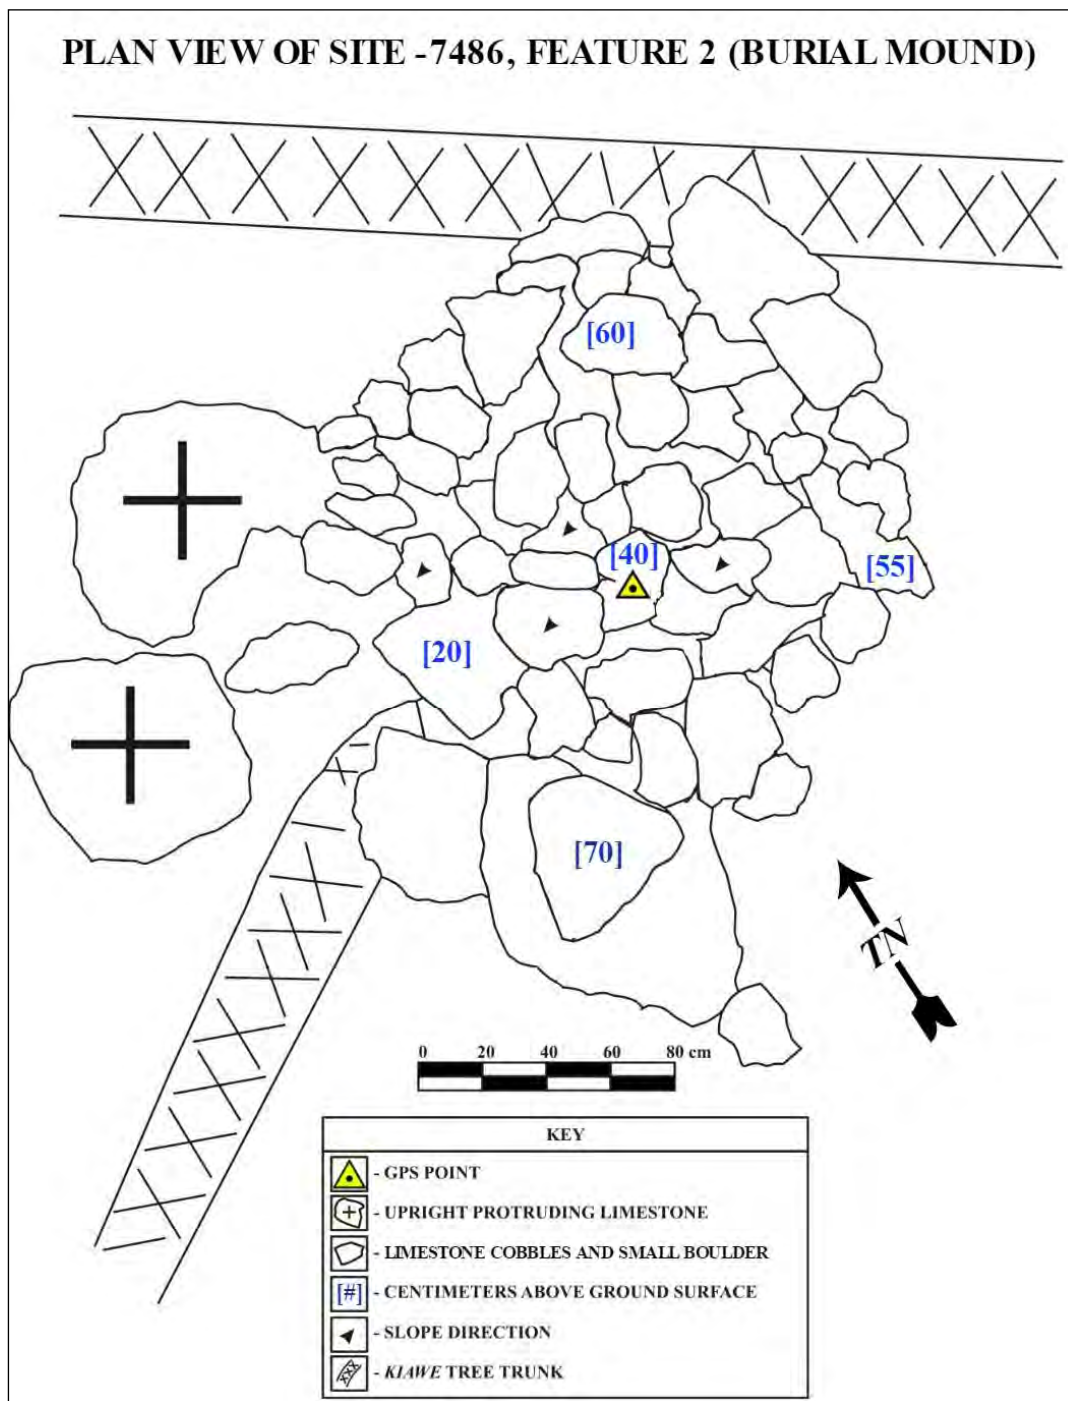 PLAN VIEW OF SITE -7486, FEATURE 2 (BURIAL MOUND)
[60]
[40]
[55]
[20]
[70]
TN
0 20 40 60 80 cm
KEY
- GPS POINT
- UPRIGHT PROTRUDING LIMESTONE
- LIMESTONE COBBLES AND SMALL BOULDER
[#] - CENTIMETERS ABOVE GROUND SURFACE
- SLOPE DIRECTION
- KIAWE TREE TRUNK